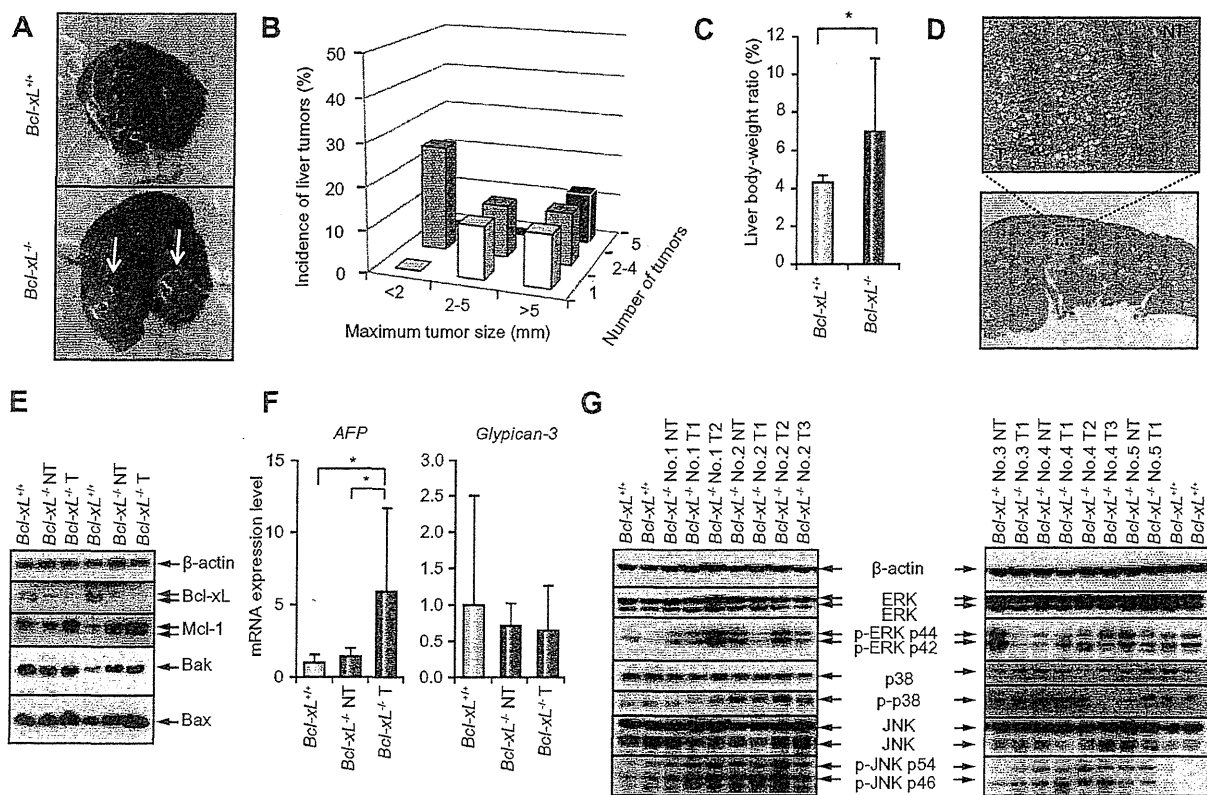 A
Bcl-xL+/+
Bcl-xL-/-
B
Incidence of liver tumors (%)
50
40
30
20
10
0
<2
2-5
>5
Maximum tumor size (mm)
1
2-4
5
Number of tumors
C
*
Liver body-weight ratio (%)
12
10
8
6
4
2
0
Bcl-xL+/+
Bcl-xL-/-
D
NT
T
E
Bcl-xL+/+
Bcl-xL-/- NT
Bcl-xL-/- T
Bcl-xL+/+
Bcl-xL-/- NT
Bcl-xL-/- T
β-actin
Bcl-xL
Mcl-1
Bak
Bax
F
AFP
*
*
mRNA expression level
15
10
5
0
Bcl-xL+/+
Bcl-xL-/- NT
Bcl-xL-/- T
Glypican-3
3.0
2.5
2.0
1.5
1.0
0.5
0
Bcl-xL+/+
Bcl-xL-/- NT
Bcl-xL-/- T
G
Bcl-xL+/+
Bcl-xL+/+
Bcl-xL-/- No.1 NT
Bcl-xL-/- No.1 T1
Bcl-xL-/- No.1 T2
Bcl-xL-/- No.2 NT
Bcl-xL-/- No.2 T1
Bcl-xL-/- No.2 T2
Bcl-xL-/- No.2 T3
Bcl-xL-/- No.3 NT
Bcl-xL-/- No.3 T1
Bcl-xL-/- No.4 NT
Bcl-xL-/- No.4 T1
Bcl-xL-/- No.4 T2
Bcl-xL-/- No.4 T3
Bcl-xL-/- No.5 NT
Bcl-xL-/- No.5 T1
Bcl-xL+/+
Bcl-xL+/+
β-actin
ERK
ERK
p-ERK p44
p-ERK p42
p38
p-p38
JNK
JNK
p-JNK p54
p-JNK p46